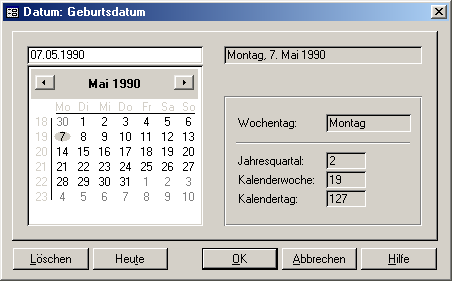 Datum: Geburtsdatum
07.05.1990
Montag, 7. Mai 1990
Mai 1990
Mo Di Mi Do Fr Sa So
18 30 1 2 3 4 5 6
19 7 8 9 10 11 12 13
20 14 15 16 17 18 19 20
21 21 22 23 24 25 26 27
22 28 29 30 31 1 2 3
23 4 5 6 7 8 9 10
Wochentag: Montag
Jahresquartal: 2
Kalenderwoche: 19
Kalendertag: 127
Löschen Heute OK Abbrechen Hilfe